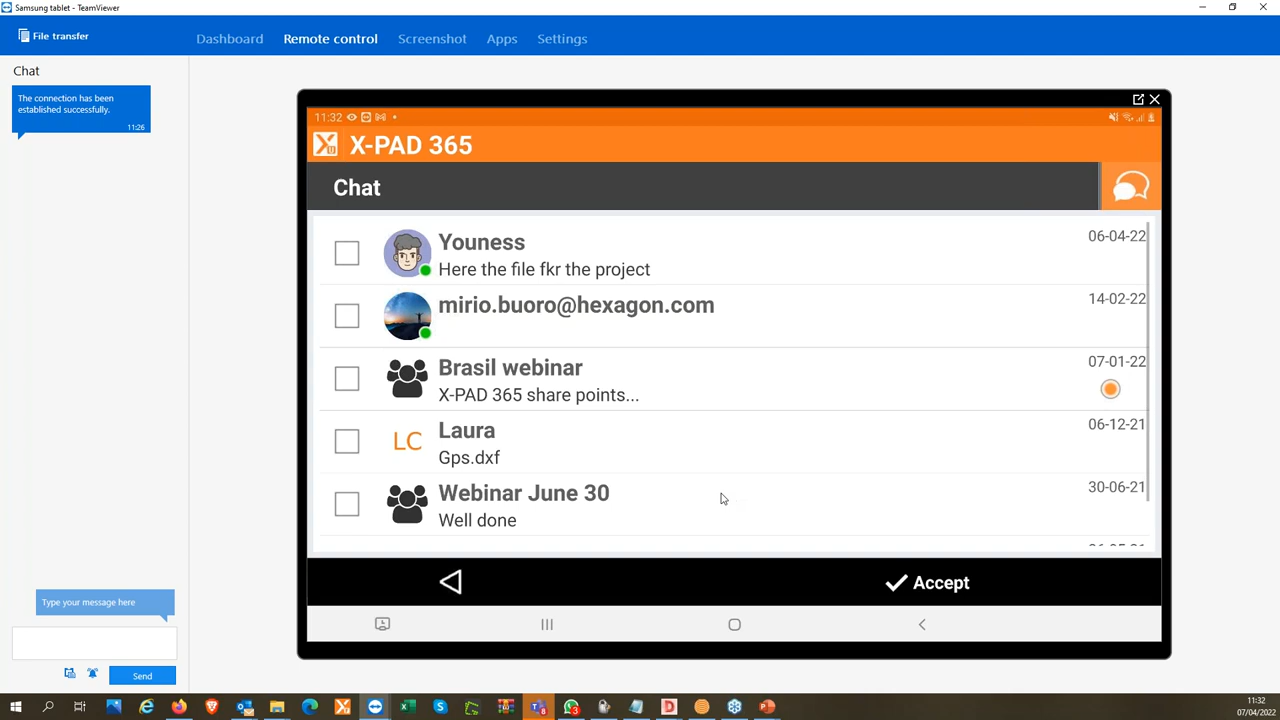 Samsung tablet - TeamViewer
File transfer
Dashboard
Remote control
Screenshot
Apps
Settings
Chat
The connection has been
established successfully.
11:26
11:32
X-PAD 365
Chat
Youness
06-04-22
Here the file fkr the project
mirio.buoro@hexagon.com
14-02-22
Brasil webinar
07-01-22
X-PAD 365 share points...
LC
Laura
06-12-21
Gps.dxf
Webinar June 30
30-06-21
Well done
Accept
Type your message here
Send
11:32
07/04/2022